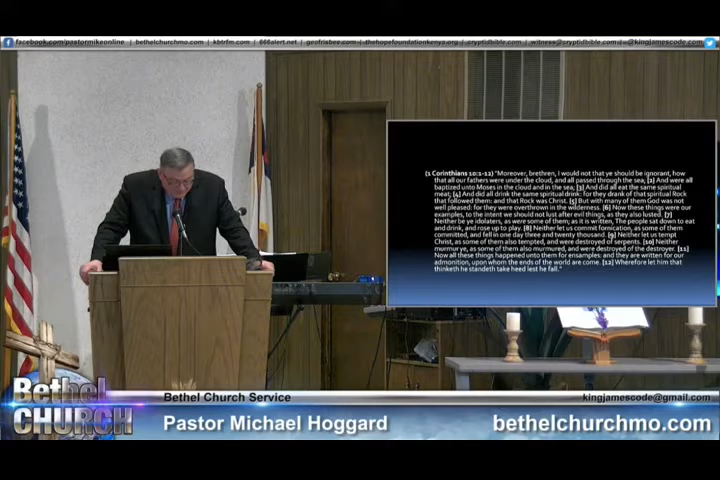 facebook.com/pastormikeonline | bethelchurchmo.com | kbtrfm.com | 666alert.net | geofrisbee.com | thehopefoundationkenya.org | cryptidbible.com | witness@cryptidbible.com | @kingjamescode.com
(1 Corinthians 10:1-12) "Moreover, brethren, I would not that ye should be ignorant, how
that all our fathers were under the cloud, and all passed through the sea; [2] And were all
baptized unto Moses in the cloud and in the sea; [3] And did all eat the same spiritual
meat; [4] And did all drink the same spiritual drink: for they drank of that spiritual Rock
that followed them: and that Rock was Christ. [5] But with many of them God was not
well pleased: for they were overthrown in the wilderness. [6] Now these things were our
examples, to the intent we should not lust after evil things, as they also lusted. [7]
Neither be ye idolaters, as were some of them; as it is written, The people sat down to eat
and drink, and rose up to play. [8] Neither let us commit fornication, as some of them
committed, and fell in one day three and twenty thousand. [9] Neither let us tempt
Christ, as some of them also tempted, and were destroyed of serpents. [10] Neither
murmur ye, as some of them also murmured, and were destroyed of the destroyer. [11]
Now all these things happened unto them for ensamples: and they are written for our
admonition, upon whom the ends of the world are come. [12] Wherefore let him that
thinketh he standeth take heed lest he fall."
Bethel
CHURCH
Bethel Church Service
kingjamescode@gmail.com
Pastor Michael Hoggard
bethelchurchmo.com